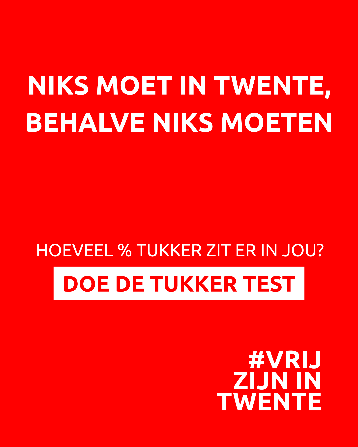 NIKS MOET IN TWENTE,
BEHALVE NIKS MOETEN
HOEVEEL % TUKKER ZIT ER IN JOU?
DOE DE TUKKER TEST
#VRIJ
ZIJN IN
TWENTE